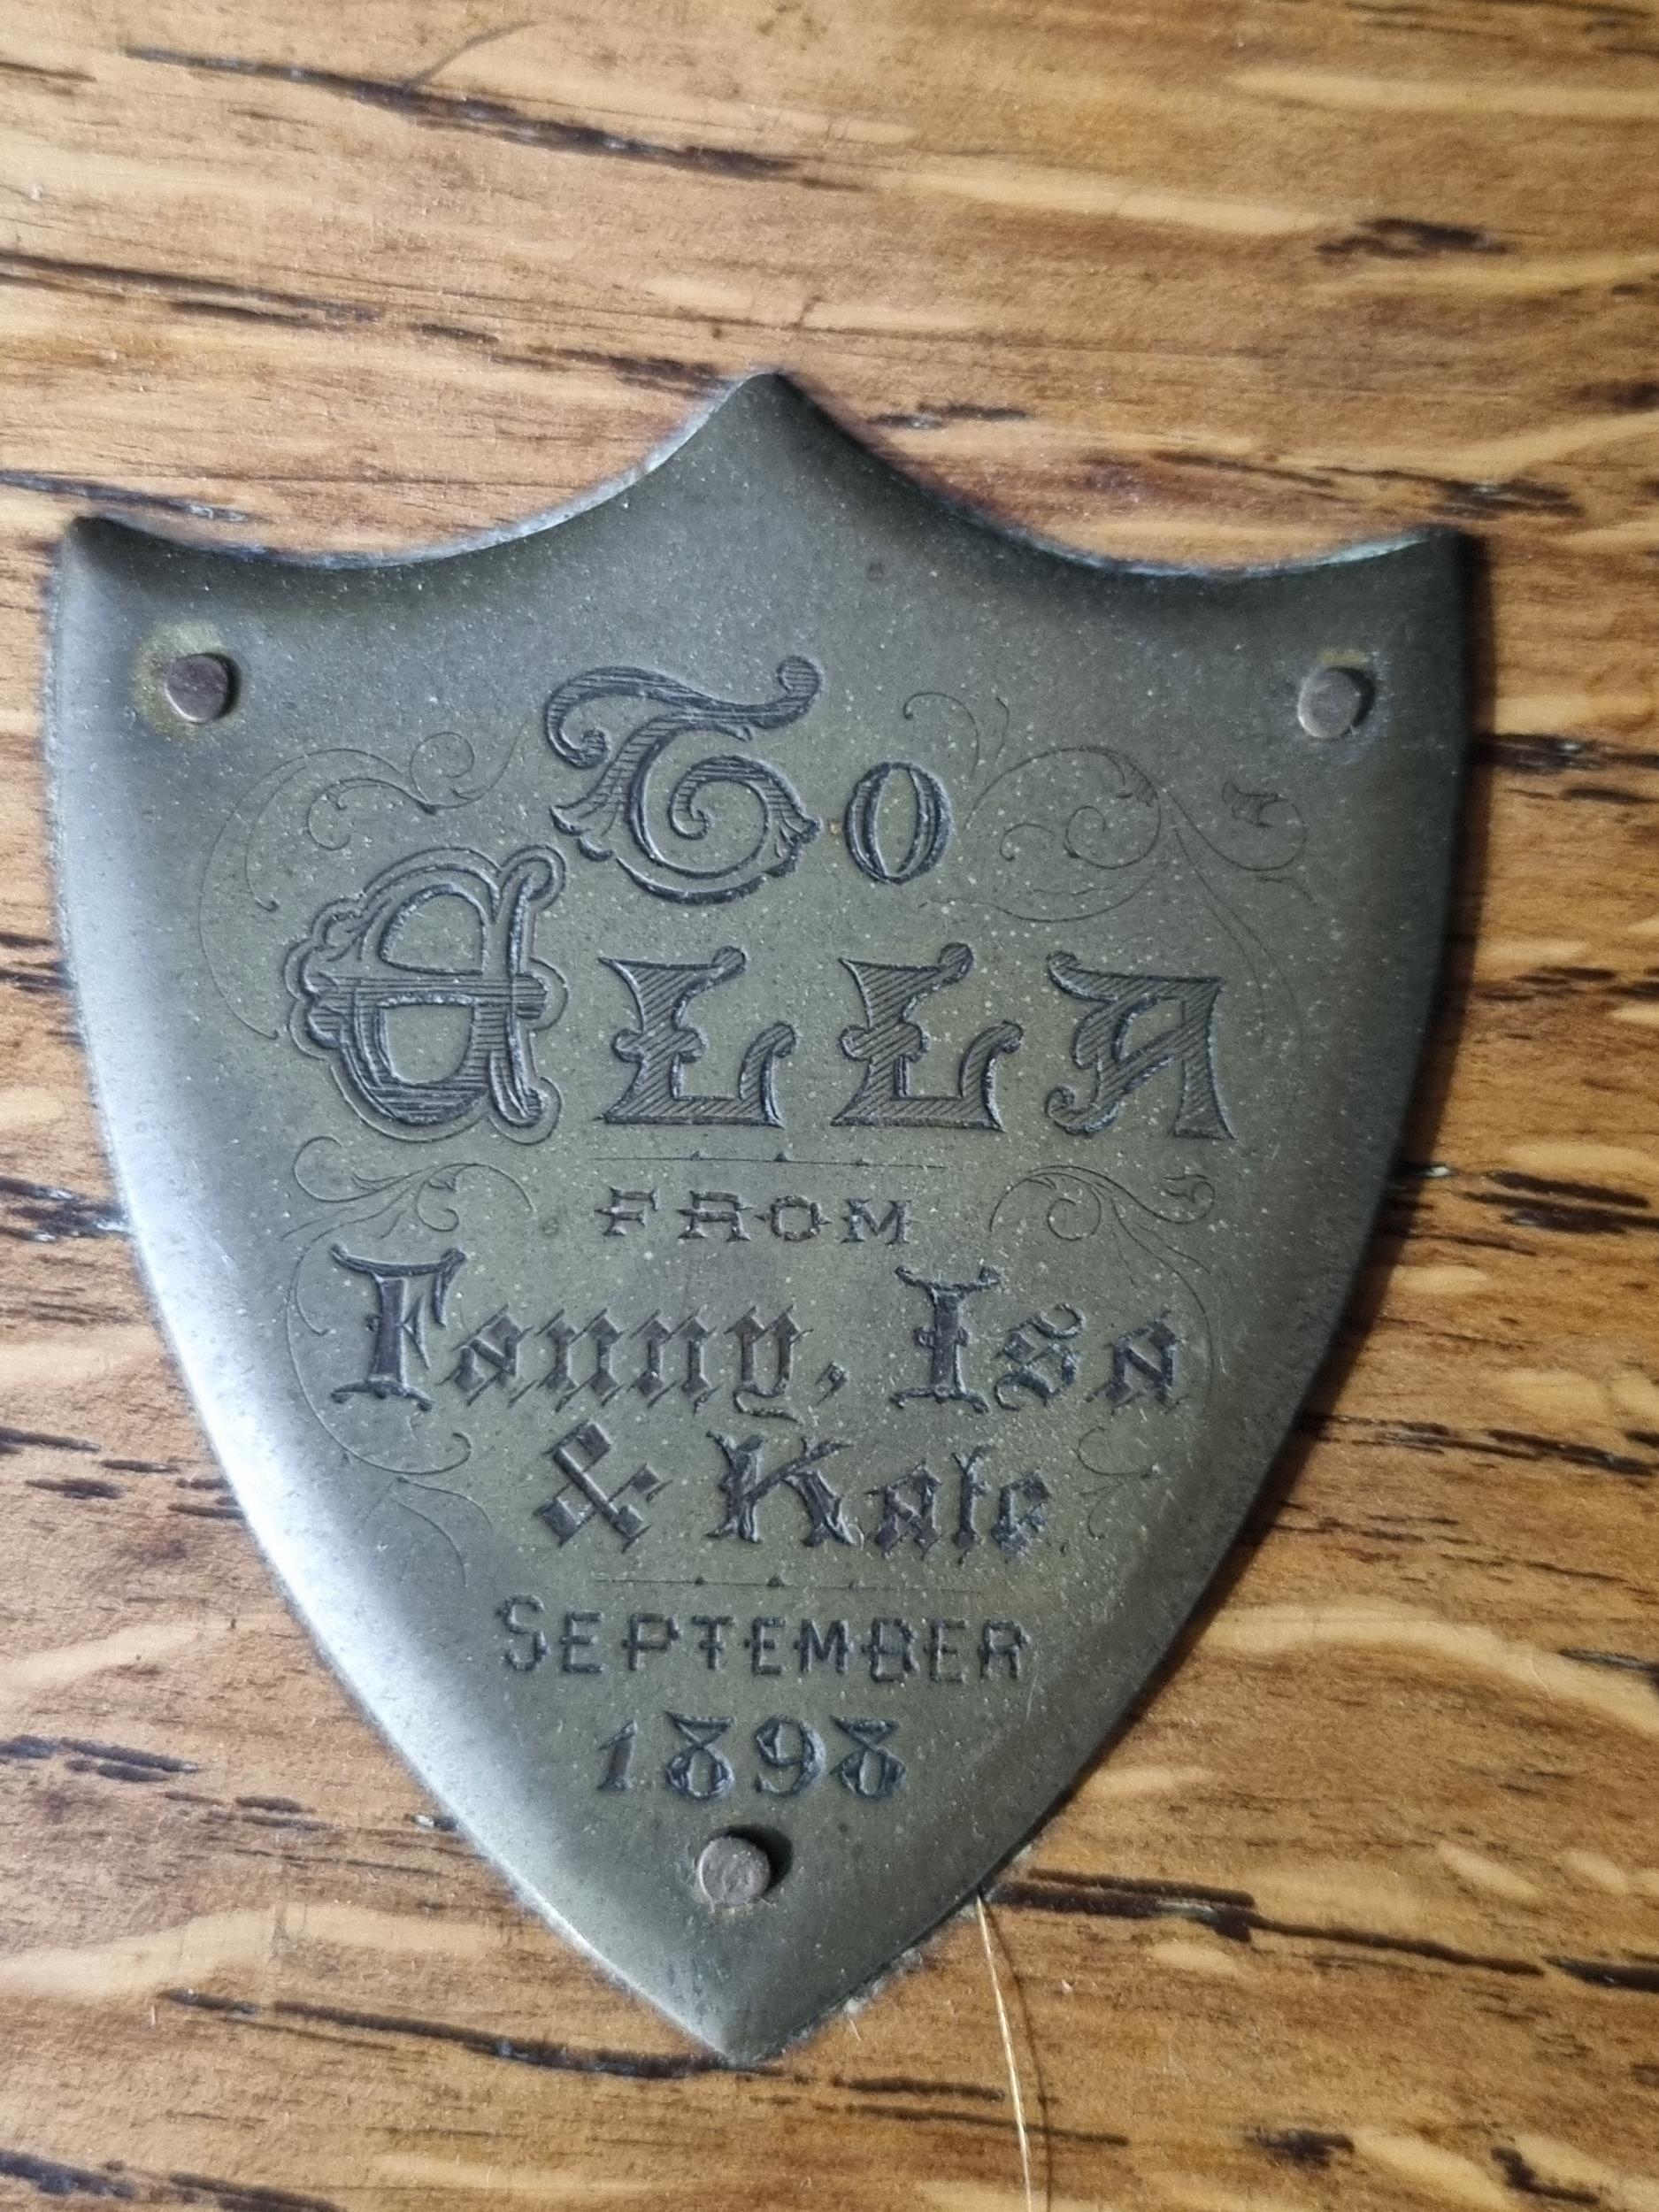 To
ELLA
FROM
Fanny, Isa
& Kate.
SEPTEMBER
1898